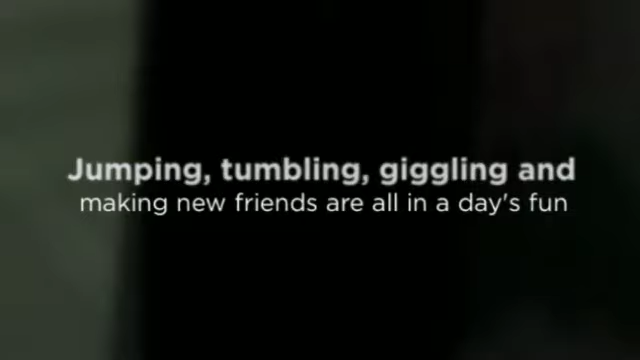 Jumping, tumbling, giggling and
making new friends are all in a day's fun